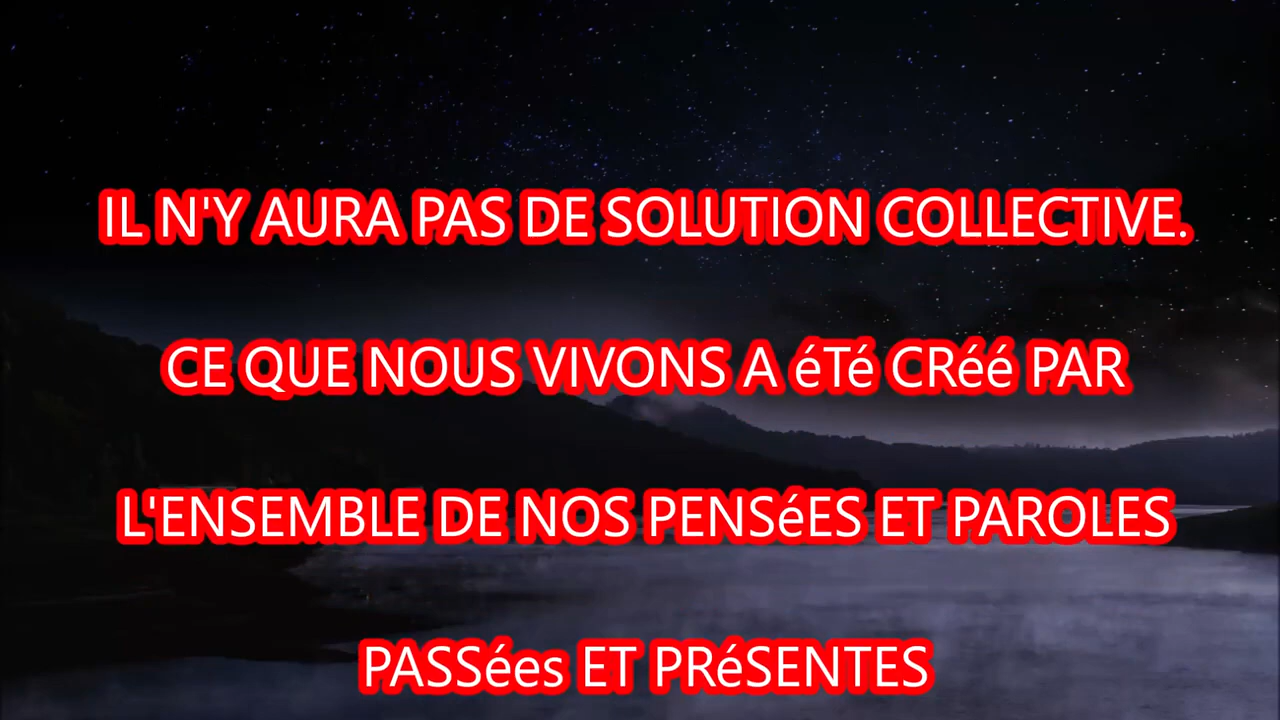 IL N'Y AURA PAS DE SOLUTION COLLECTIVE.
CE QUE NOUS VIVONS A éTé CRéé PAR
L'ENSEMBLE DE NOS PENSéES ET PAROLES
PASSées ET PRéSENTES